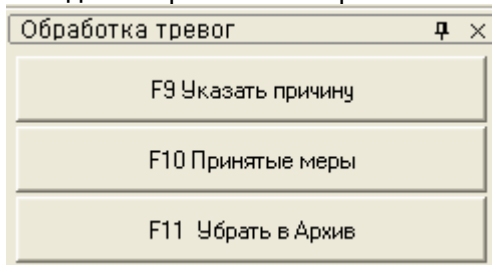 Обработка тревог
F9 Указать причину
F10 Принятые меры
F11 Убрать в Архив